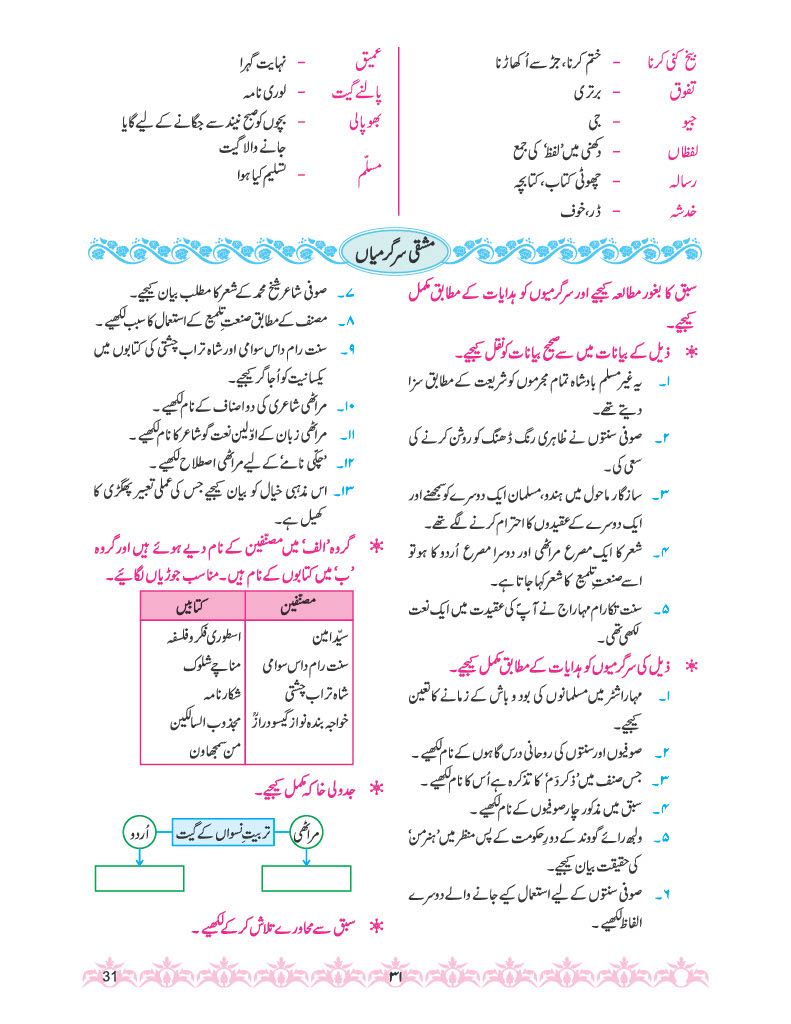 بیخ کنی کرنا – ختم کرنا، جڑ سے اُکھاڑنا
تفوق – برتری
جیو – جی
لفظاں – دکھنی میں ’لفظ‘ کی جمع
رسالہ – چھوٹی کتاب، کتابچہ
خدشہ – ڈر، خوف
عمیق – نہایت گہرا
پالنے گیت – لوری نامہ
بھوپالی – بچوں کو صبح نیند سے جگانے کے لیے گایا
جانے والا گیت
مسلّم – تسلیم کیا ہوا
مشقی سرگرمیاں
سبق کا بغور مطالعہ کیجیے اور سرگرمیوں کو ہدایات کے مطابق مکمل
کیجیے۔
* ذیل کے بیانات میں سے صحیح بیانات کو نقل کیجیے۔
۱۔ یہ غیر مسلم بادشاہ تمام مجرموں کو شریعت کے مطابق سزا
دیتے تھے۔
۲۔ صوفی سنتوں نے ظاہری رنگ ڈھنگ کو روشن کرنے کی
سعی کی۔
۳۔ سازگار ماحول میں ہندو، مسلمان ایک دوسرے کو سمجھنے اور
ایک دوسرے کے عقیدوں کا احترام کرنے لگے تھے۔
۴۔ شعر کا ایک مصرع مراٹھی اور دوسرا مصرع اُردو کا ہو تو
اسے صنعتِ تلمیع کا شعر کہا جاتا ہے۔
۵۔ سنت تکارام مہاراج نے آپؐ کی عقیدت میں ایک نعت
لکھی تھی۔
* ذیل کی سرگرمیوں کو ہدایات کے مطابق مکمل کیجیے۔
۱۔ مہاراشٹر میں مسلمانوں کی بود و باش کے زمانے کا تعین
کیجیے۔
۲۔ صوفیوں اور سنتوں کی روحانی درس گاہوں کے نام لکھیے۔
۳۔ جس صنف میں ’ذکر دَم‘ کا تذکرہ ہے اُس کا نام لکھیے۔
۴۔ سبق میں مذکور چار صوفیوں کے نام لکھیے۔
۵۔ ولبھ رائے گووند کے دورِ حکومت کے پس منظر میں ’ہنر من‘
کی حقیقت بیان کیجیے۔
۶۔ صوفی سنتوں کے لیے استعمال کیے جانے والے دوسرے
الفاظ لکھیے۔
۷۔ صوفی شاعر شیخ محمد کے شعر کا مطلب بیان کیجیے۔
۸۔ مصنف کے مطابق صنعتِ تلمیع کے استعمال کا سبب لکھیے۔
۹۔ سنت رام داس سوامی اور شاہ تراب چشتی کی کتابوں میں
یکسانیت کو اُجاگر کیجیے۔
۱۰۔ مراٹھی شاعری کی دو اصناف کے نام لکھیے۔
۱۱۔ مراٹھی زبان کے اوّلین نعت گو شاعر کا نام لکھیے۔
۱۲۔ ’چکّی نامے‘ کے لیے مراٹھی اصطلاح لکھیے۔
۱۳۔ اس مذہبی خیال کو بیان کیجیے جس کی عملی تعبیر پھگڑی کا
کھیل ہے۔
* گروہ ’الف‘ میں مصنّفین کے نام دیے ہوئے ہیں اور گروہ
’ب‘ میں کتابوں کے نام ہیں۔ مناسب جوڑیاں لگائیے۔
مصنّفین کتابیں
سیّد امین اسطوری فکر و فلسفہ
سنت رام داس سوامی مناچے شلوک
شاہ تراب چشتی شکار نامہ
خواجہ بندہ نواز گیسو درازؒ مجذوب السالکین
من سمجھاون
* جدولی خاکہ مکمل کیجیے۔
مراٹھی تربیتِ نسواں کے گیت اُردو
* سبق سے محاورے تلاش کر کے لکھیے۔
۳۱
31